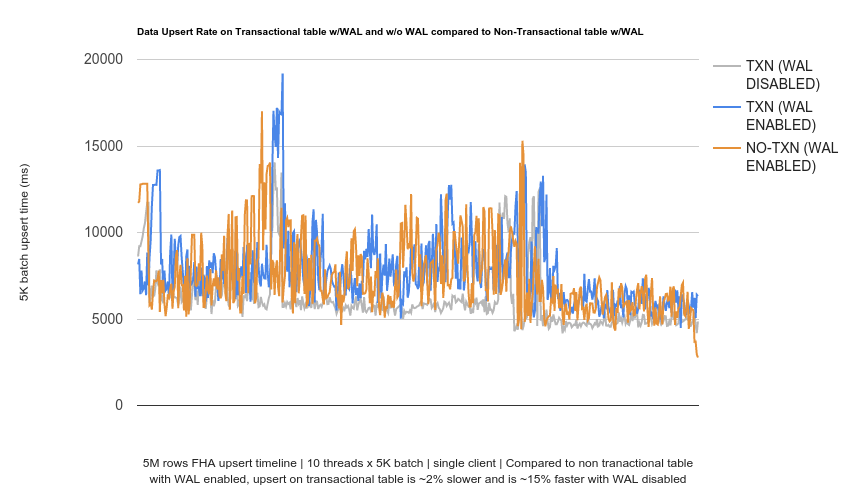 Data Upsert Rate on Transactional table w/WAL and w/o WAL compared to Non-Transactional table w/WAL
20000
15000
10000
5000
0
5K batch upsert time (ms)
TXN (WAL
DISABLED)
TXN (WAL
ENABLED)
NO-TXN (WAL
ENABLED)
5M rows FHA upsert timeline | 10 threads x 5K batch | single client | Compared to non tranactional table
with WAL enabled, upsert on transactional table is ~2% slower and is ~15% faster with WAL disabled